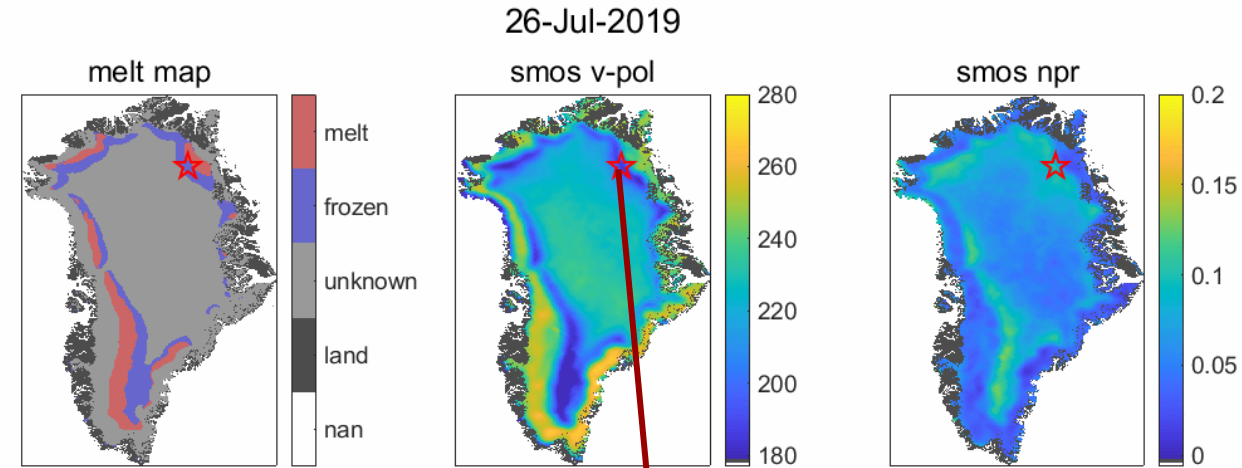 26-Jul-2019
melt map
smos v-pol
smos npr
melt
frozen
unknown
land
nan
280
260
240
220
200
180
0.2
0.15
0.1
0.05
0